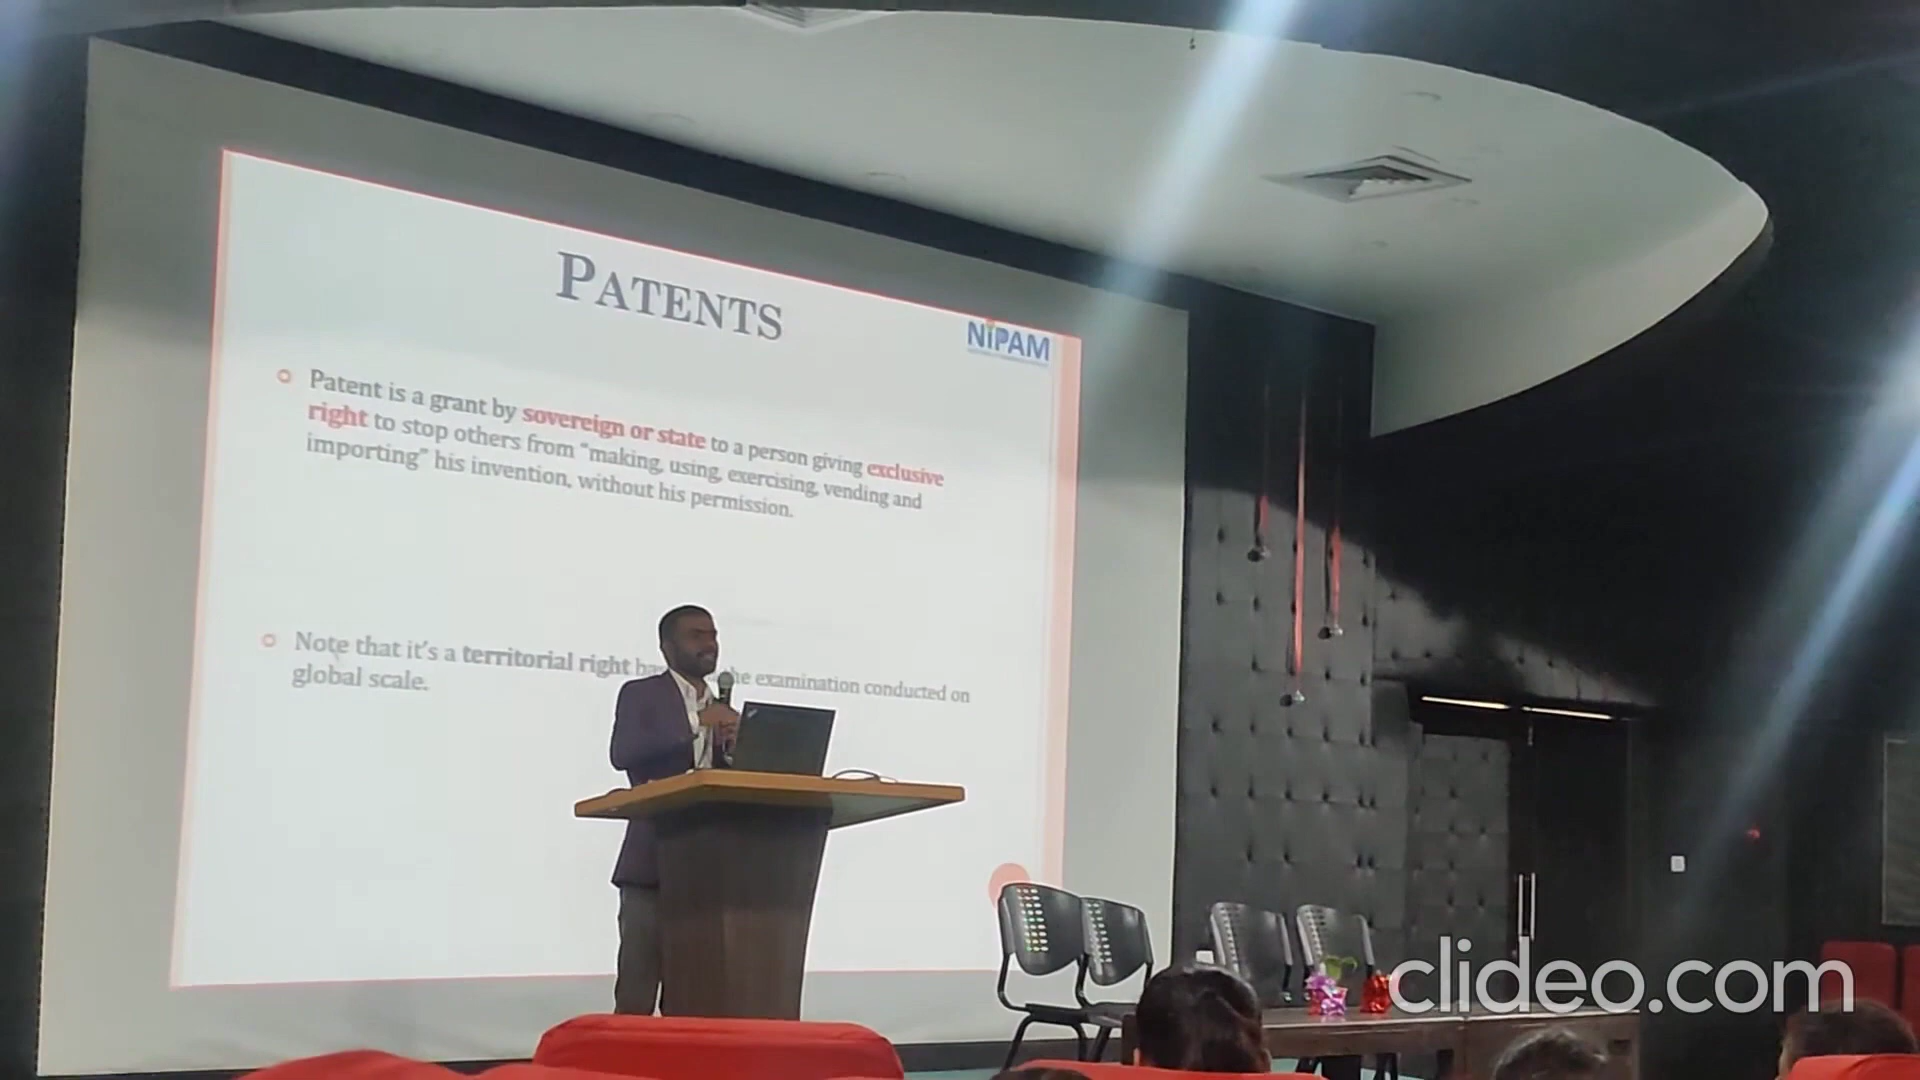 PATENTS
NIPAM
Patent is a grant by sovereign or state to a person giving exclusive
right to stop others from "making, using, exercising, vending and
importing" his invention, without his permission.
Note that it's a territorial right the examination conducted on
global scale.
clideo.com